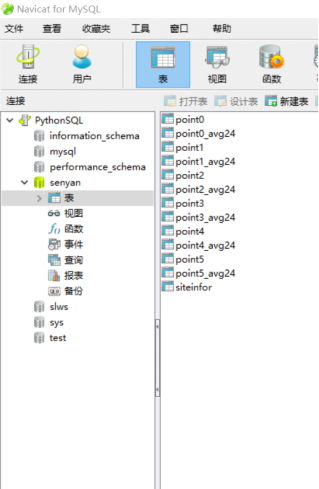 Navicat for MySQL
文件 查看 收藏夹 工具 窗口 帮助
连接 用户 表 视图 函数
连接 打开表 设计表 新建表
PythonSQL
information_schema
mysql
performance_schema
senyan
表
视图
函数
事件
查询
报表
备份
slws
sys
test
point0
point0_avg24
point1
point1_avg24
point2
point2_avg24
point3
point3_avg24
point4
point4_avg24
point5
point5_avg24
siteinfor